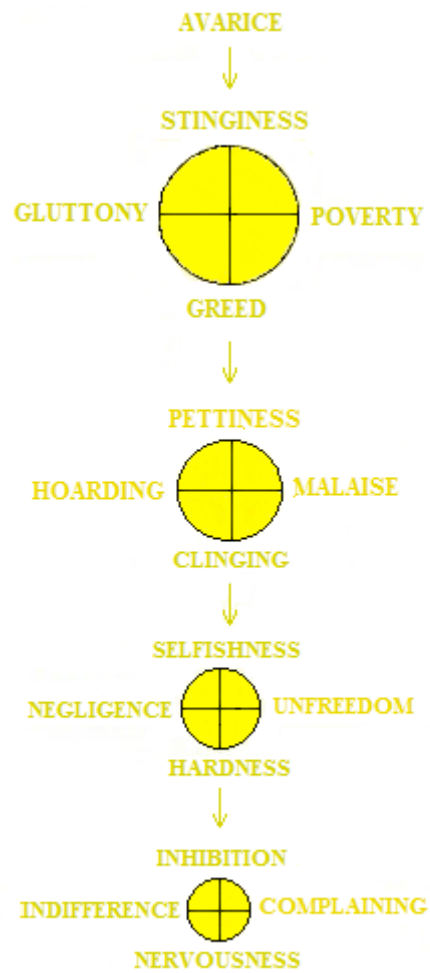 AVARICE
STINGINESS
GLUTTONY POVERTY
GREED
PETTINESS
HOARDING MALAISE
CLINGING
SELFISHNESS
NEGLIGENCE UNFREEDOM
HARDNESS
INHIBITION
INDIFFERENCE COMPLAINING
NERVOUSNESS